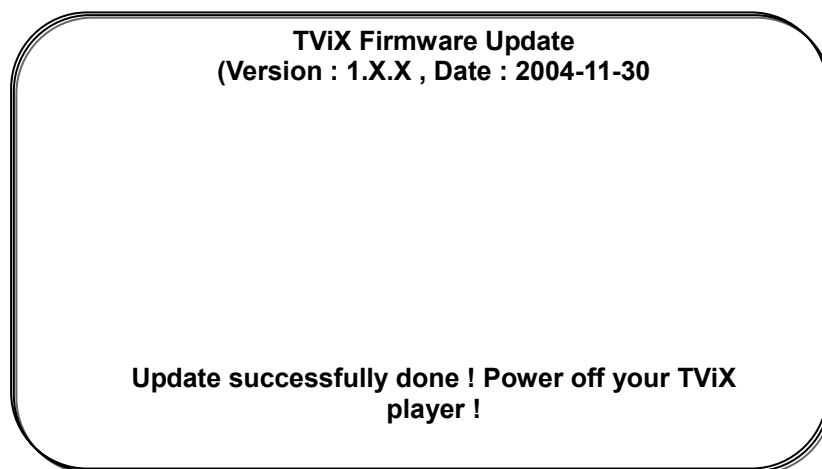 TViX Firmware Update
(Version : 1.X.X , Date : 2004-11-30
Update successfully done ! Power off your TViX
player !